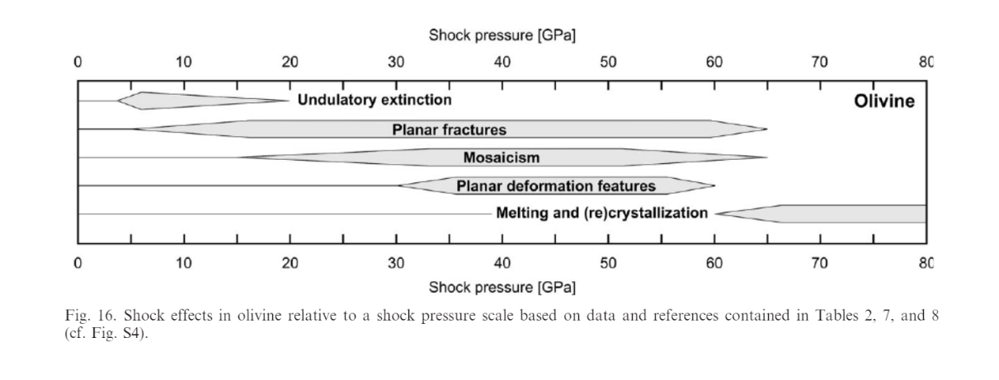 Shock pressure [GPa]
0 10 20 30 40 50 60 70 80
Undulatory extinction
Olivine
Planar fractures
Mosaicism
Planar deformation features
Melting and (re)crystallization
0 10 20 30 40 50 60 70 80
Shock pressure [GPa]
Fig. 16. Shock effects in olivine relative to a shock pressure scale based on data and references contained in Tables 2, 7, and 8
(cf. Fig. S4).